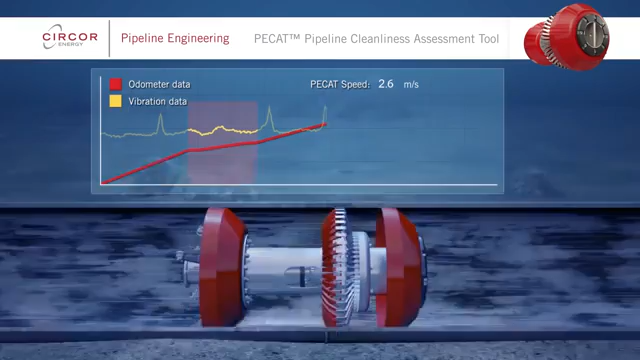 CIRCOR
ENERGY
Pipeline Engineering
PECAT™ Pipeline Cleanliness Assessment Tool
Odometer data
Vibration data
PECAT Speed: 2.6 m/s